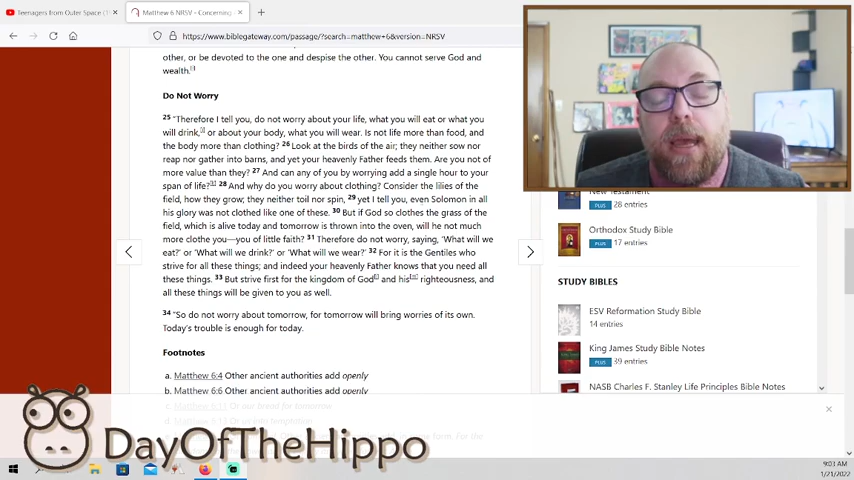 Teenagers from Outer Space (1
Matthew 6 NRSV - Concerning
https://www.biblegateway.com/passage/?search=matthew+6&version=NRSV
other, or be devoted to the one and despise the other. You cannot serve God and
wealth.
Do Not Worry
25 "Therefore I tell you, do not worry about your life, what you will eat or what you
will drink, or about your body, what you will wear. Is not life more than food, and
the body more than clothing? 26 Look at the birds of the air; they neither sow nor
reap nor gather into barns, and yet your heavenly Father feeds them. Are you not of
more value than they? 27 And can any of you by worrying add a single hour to your
span of life? 28 And why do you worry about clothing? Consider the lilies of the
field, how they grow; they neither toil nor spin, 29 yet I tell you, even Solomon in all
his glory was not clothed like one of these. 30 But if God so clothes the grass of the
field, which is alive today and tomorrow is thrown into the oven, will he not much
more clothe you—you of little faith? 31 Therefore do not worry, saying, 'What will we
eat?' or 'What will we drink?' or 'What will we wear?' 32 For it is the Gentiles who
strive for all these things; and indeed your heavenly Father knows that you need all
these things. 33 But strive first for the kingdom of God and his righteousness, and
all these things will be given to you as well.
34 "So do not worry about tomorrow, for tomorrow will bring worries of its own.
Today's trouble is enough for today.
Footnotes
a. Matthew 6:4 Other ancient authorities add openly
b. Matthew 6:6 Other ancient authorities add openly
c. Matthew 6:11 Or our bread for tomorrow
New Testament
PLUS 28 entries
Orthodox Study Bible
PLUS 17 entries
STUDY BIBLES
ESV Reformation Study Bible
14 entries
King James Study Bible Notes
PLUS 39 entries
NASB Charles F. Stanley Life Principles Bible Notes
DayOfTheHippo
9:03 AM
1/21/2022